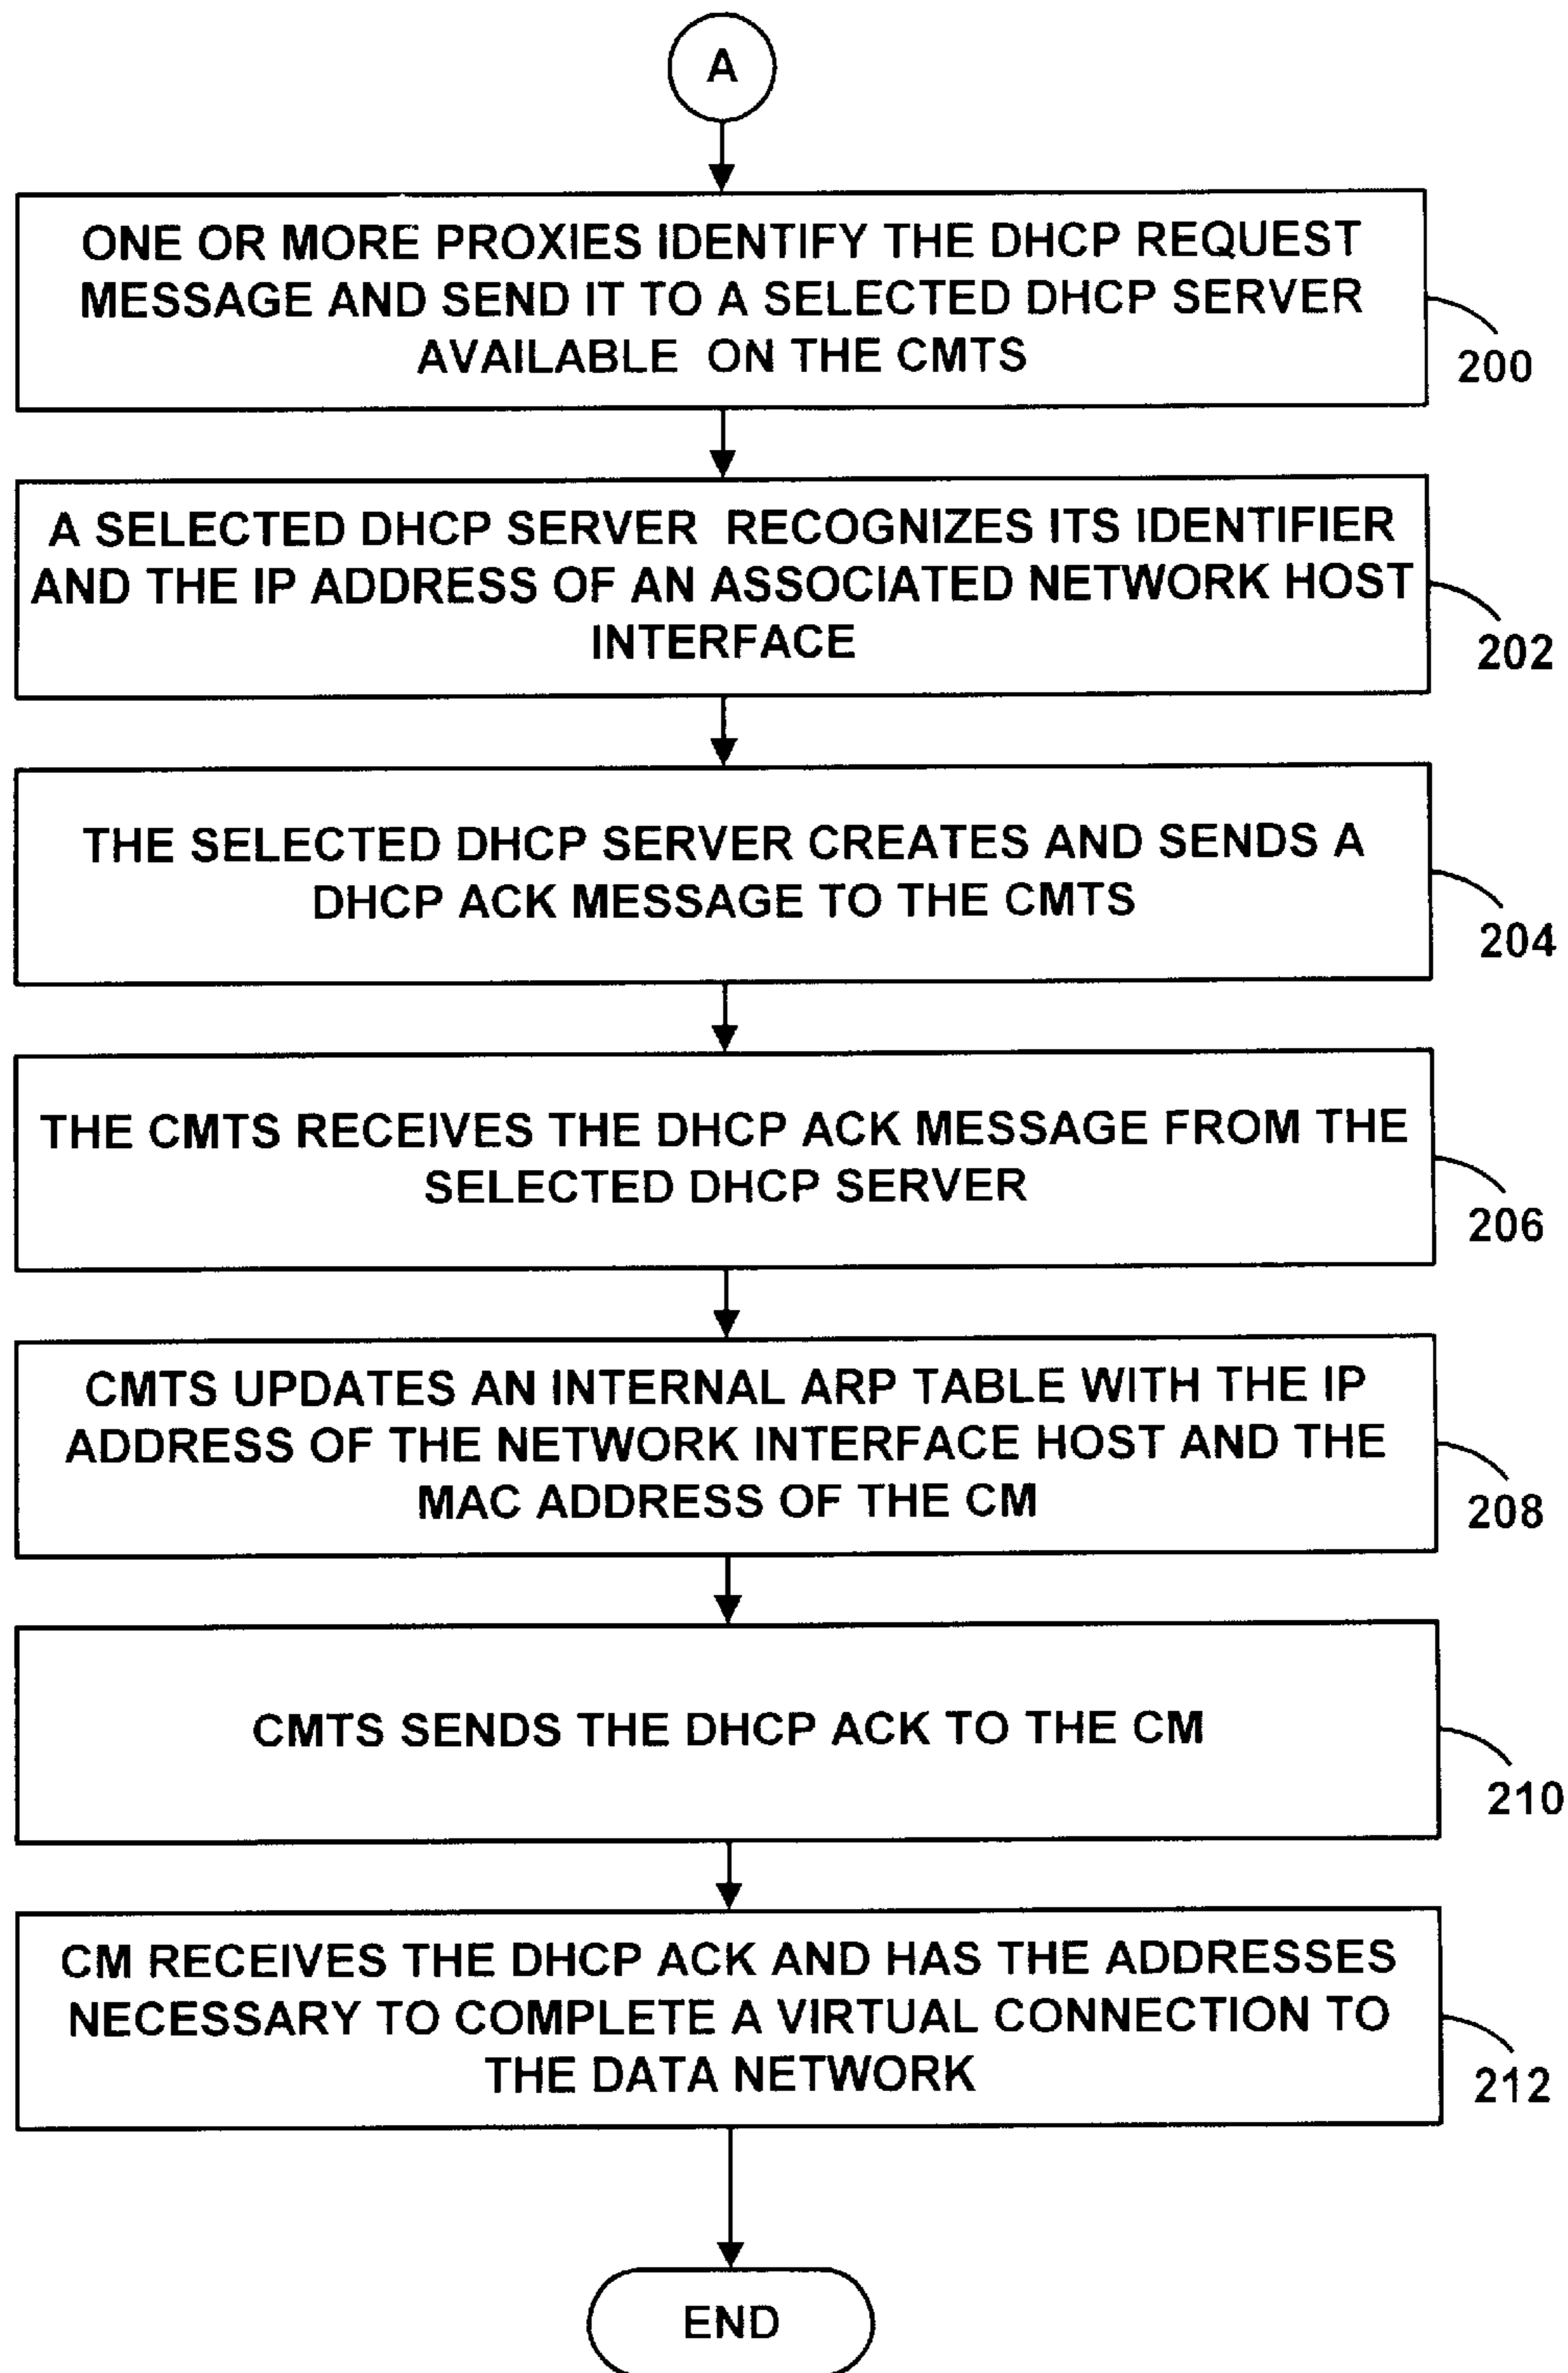 A
ONE OR MORE PROXIES IDENTIFY THE DHCP REQUEST
MESSAGE AND SEND IT TO A SELECTED DHCP SERVER
AVAILABLE ON THE CMTS
200
A SELECTED DHCP SERVER RECOGNIZES ITS IDENTIFIER
AND THE IP ADDRESS OF AN ASSOCIATED NETWORK HOST
INTERFACE
202
THE SELECTED DHCP SERVER CREATES AND SENDS A
DHCP ACK MESSAGE TO THE CMTS
204
THE CMTS RECEIVES THE DHCP ACK MESSAGE FROM THE
SELECTED DHCP SERVER
206
CMTS UPDATES AN INTERNAL ARP TABLE WITH THE IP
ADDRESS OF THE NETWORK INTERFACE HOST AND THE
MAC ADDRESS OF THE CM
208
CMTS SENDS THE DHCP ACK TO THE CM
210
CM RECEIVES THE DHCP ACK AND HAS THE ADDRESSES
NECESSARY TO COMPLETE A VIRTUAL CONNECTION TO
THE DATA NETWORK
212
END